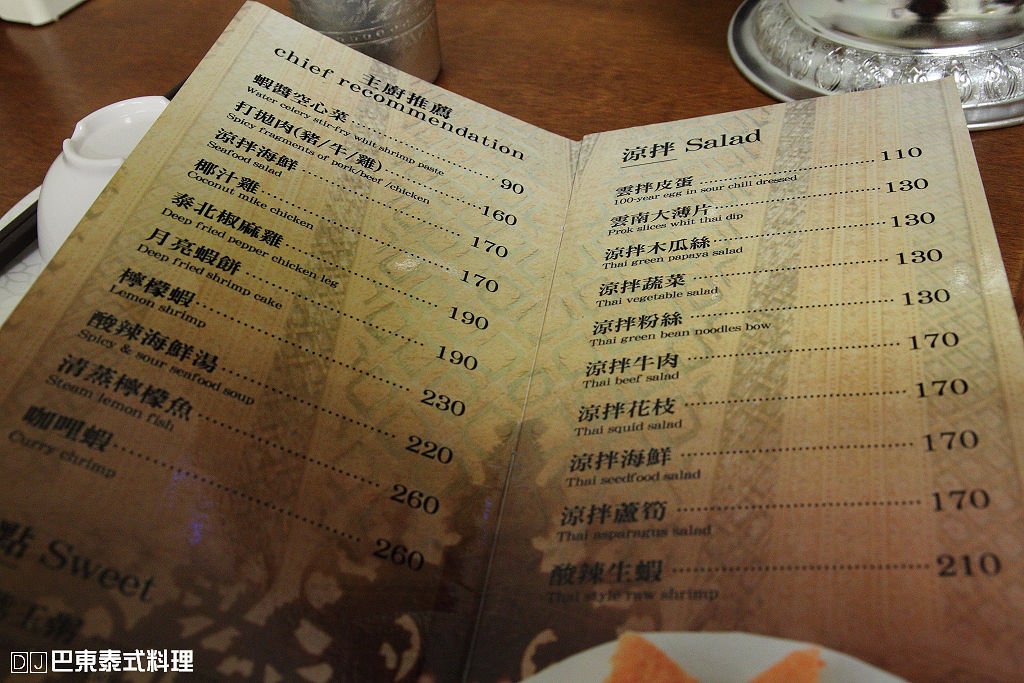 主廚推薦
chief recommendation
蝦醬空心菜 90
Water celery stir-fry whit shrimp paste
打拋肉(豬/牛/雞) 160
Spicy fragments of pork/beer /chicken
涼拌海鮮 170
Seafood salad
椰汁雞 170
Coconut mike chicken
泰北椒麻雞 190
Deep fried pepper chicken leg
月亮蝦餅 190
Deep fried shrimp cake
檸檬蝦 230
Lemon shrimp
酸辣海鮮湯 220
Spicy & sour seafood soup
清蒸檸檬魚 260
Steam lemon fish
咖哩蝦 260
Curry chrimp
點 Sweet
涼拌 Salad
雲拌皮蛋 110
100-year egg in sour chill dressed
雲南大薄片 130
Prok slices whit thai dip
涼拌木瓜絲 130
Thai green papaya salad
涼拌蔬菜 130
Thai vegetable salad
涼拌粉絲 130
Thai green bean noodles bow
涼拌牛肉 170
Thai beef salad
涼拌花枝 170
Thai squid salad
涼拌海鮮 170
Thai seedfood salad
涼拌蘆筍 170
Thai asparagus salad
酸辣生蝦 210
Thai style raw shrimp
DJ 巴東泰式料理